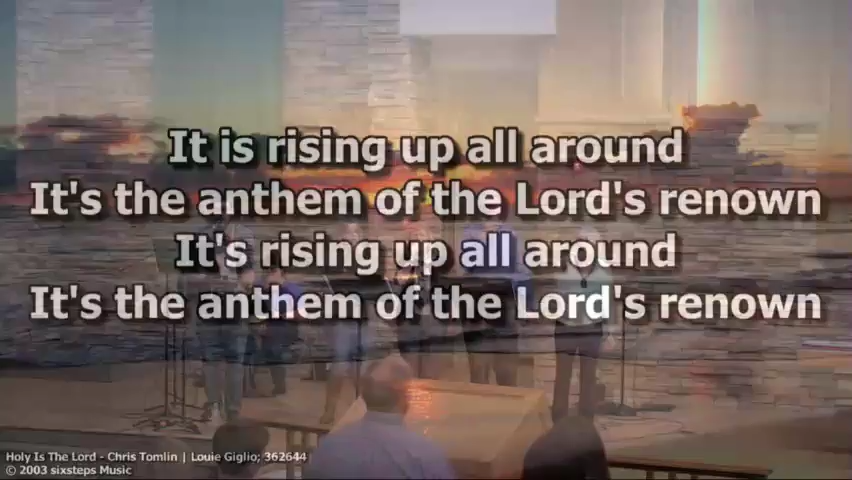 It is rising up all around
It's the anthem of the Lord's renown
It's rising up all around
It's the anthem of the Lord's renown
Holy Is The Lord - Chris Tomlin | Louie Giglio; 362644
© 2003 sixsteps Music